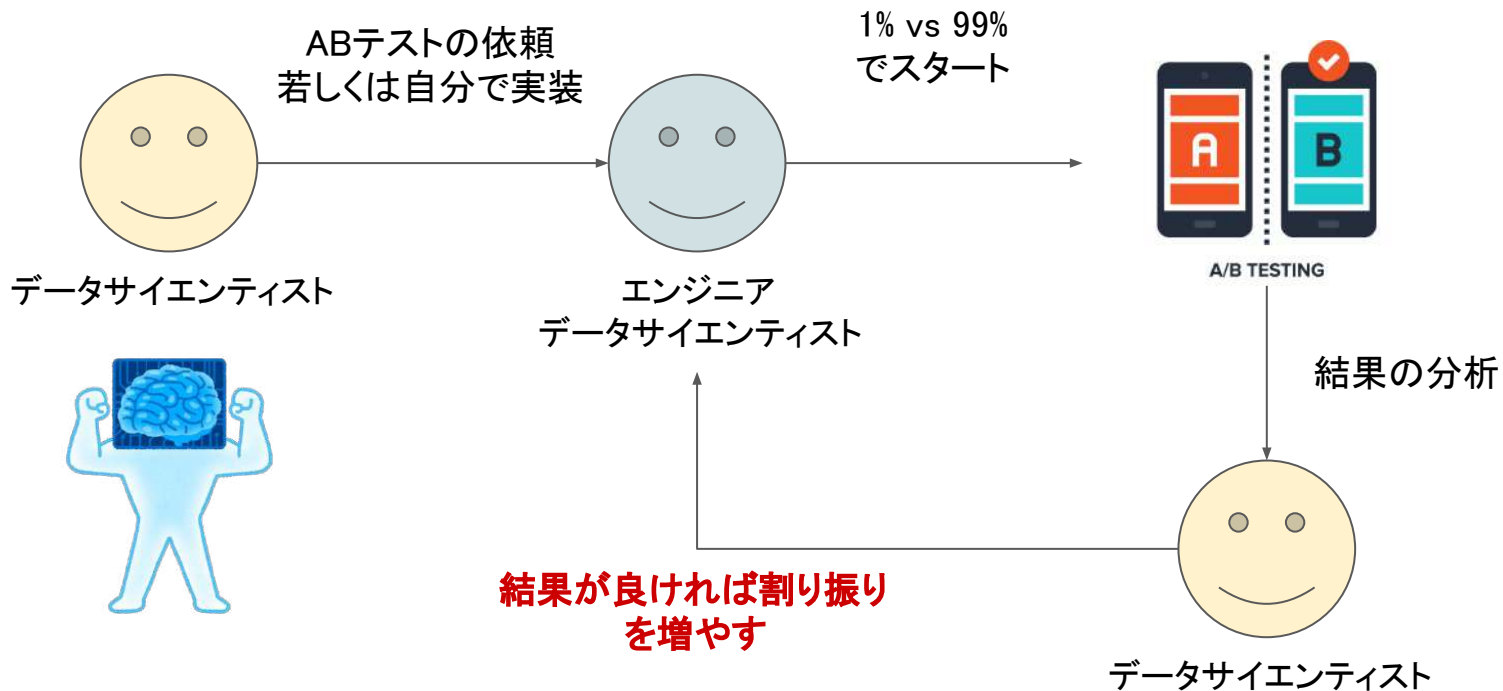 ABテストの依頼
若しくは自分で実装
1% vs 99%
でスタート
A
B
A/B TESTING
データサイエンティスト
エンジニア
データサイエンティスト
結果の分析
結果が良ければ割り振り
を増やす
データサイエンティスト